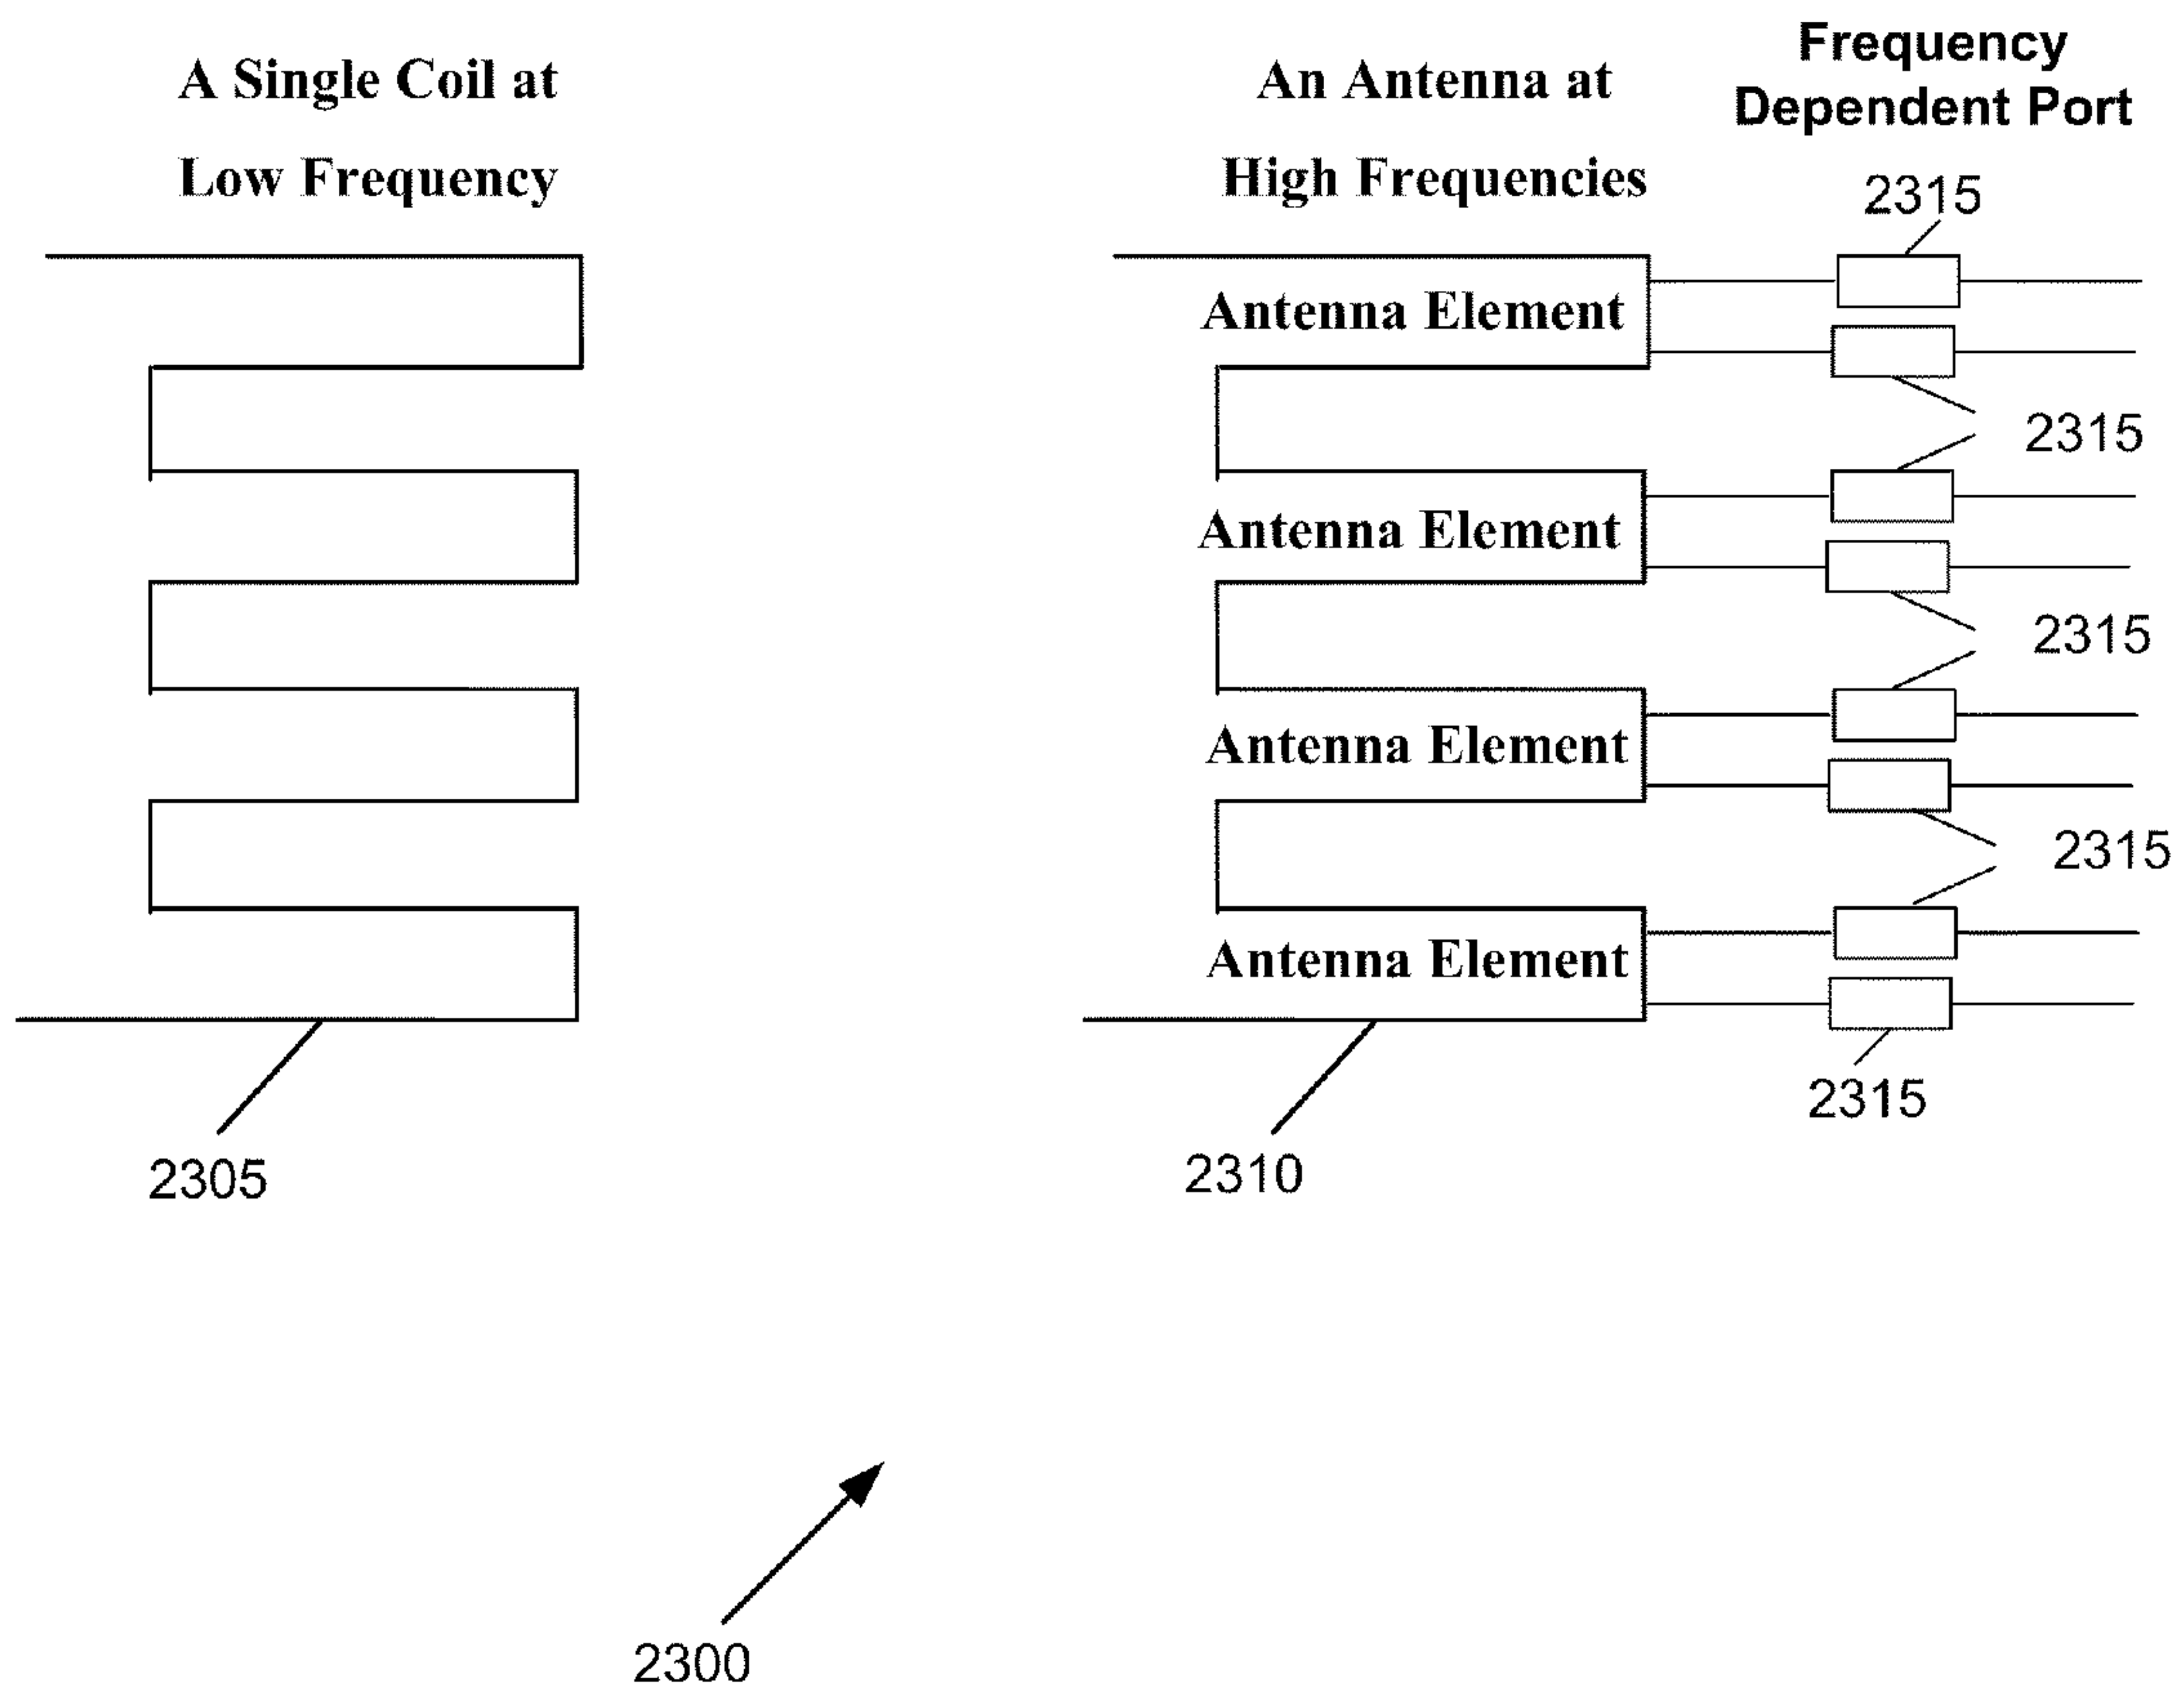 A Single Coil at
Low Frequency
An Antenna at
High Frequencies
Frequency
Dependent Port
2315
Antenna Element
2315
Antenna Element
2315
Antenna Element
2315
Antenna Element
2315
2305
2310
2300